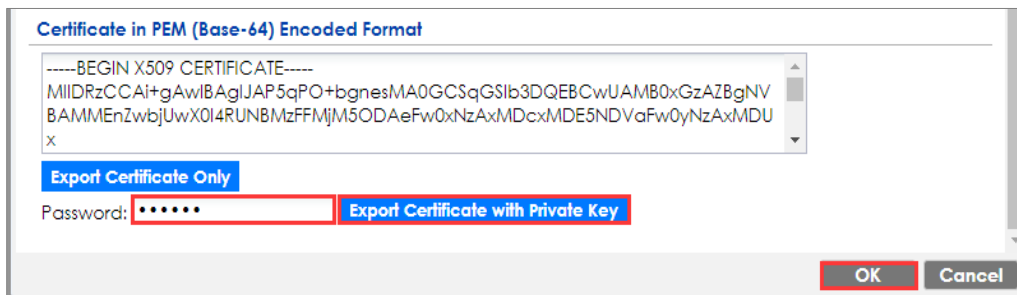 Certificate in PEM (Base-64) Encoded Format
-----BEGIN X509 CERTIFICATE-----
MIIDRzCCAi+gAwIBAgIJAP5qPO+bgnesMA0GCSqGSIb3DQEBCwUAMB0xGzAZBgNV
BAMMEnZwbjUwX0I4RUNBMzFFMjM5ODAeFw0xNzAxMDcxMDE5NDVaFw0yNzAxMDU
x
Export Certificate Only
Password: ••••••
Export Certificate with Private Key
OK
Cancel